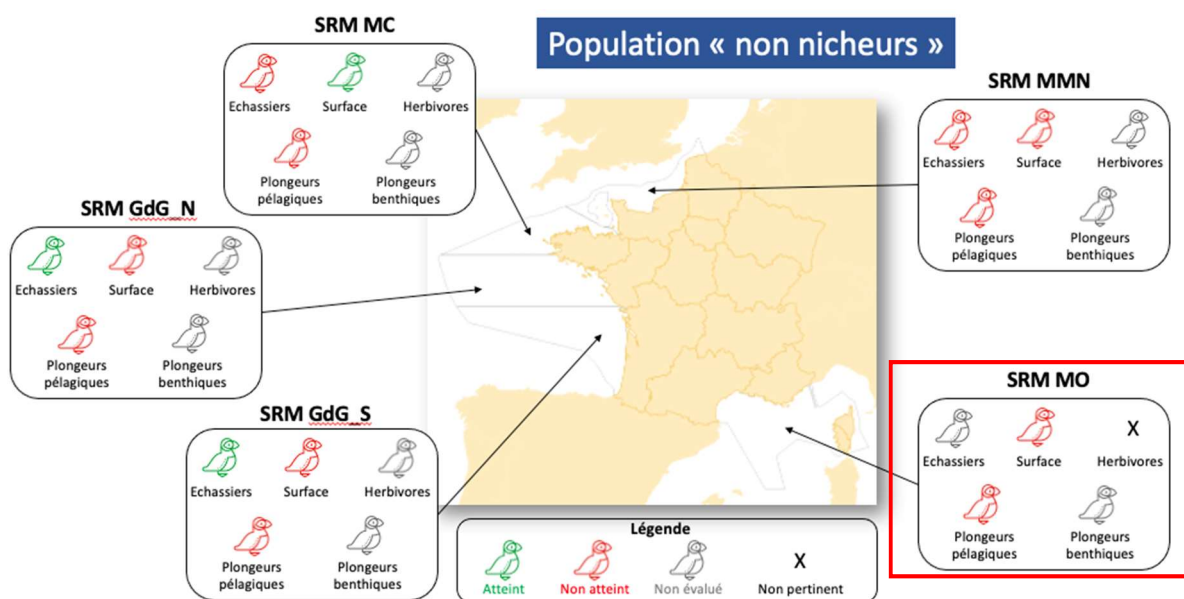 Population « non nicheurs »
SRM MC
Echassiers
Surface
Herbivores
Plongeurs
pélagiques
Plongeurs
benthiques
SRM MMN
Echassiers
Surface
Herbivores
Plongeurs
pélagiques
Plongeurs
benthiques
SRM GdG_N
Echassiers
Surface
Herbivores
Plongeurs
pélagiques
Plongeurs
benthiques
SRM MO
X
Echassiers
Surface
Herbivores
Plongeurs
pélagiques
Plongeurs
benthiques
SRM GdG_S
Echassiers
Surface
Herbivores
Plongeurs
pélagiques
Plongeurs
benthiques
Légende
X
Atteint
Non atteint
Non évalué
Non pertinent